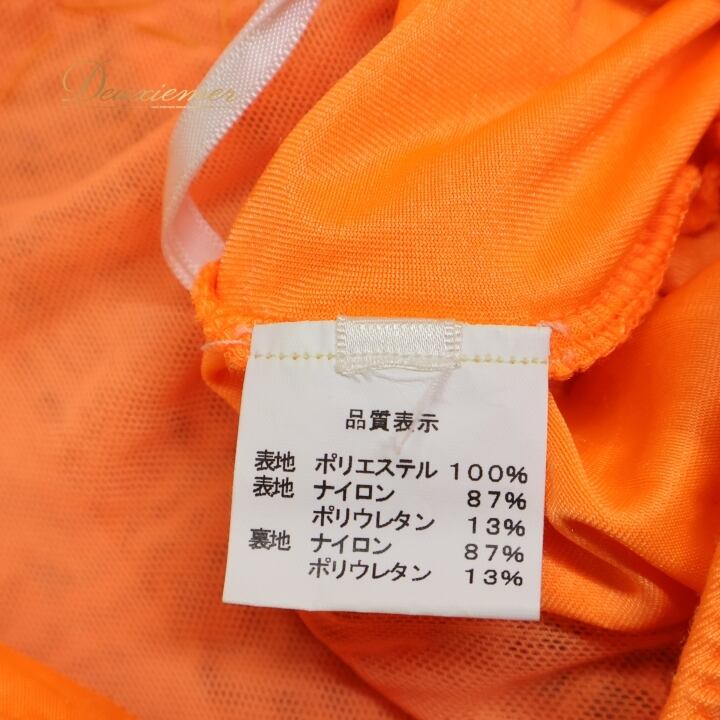 Deuxiemer
品質表示
表地 ポリエステル 100%
表地 ナイロン 87%
ポリウレタン 13%
裏地 ナイロン 87%
ポリウレタン 13%